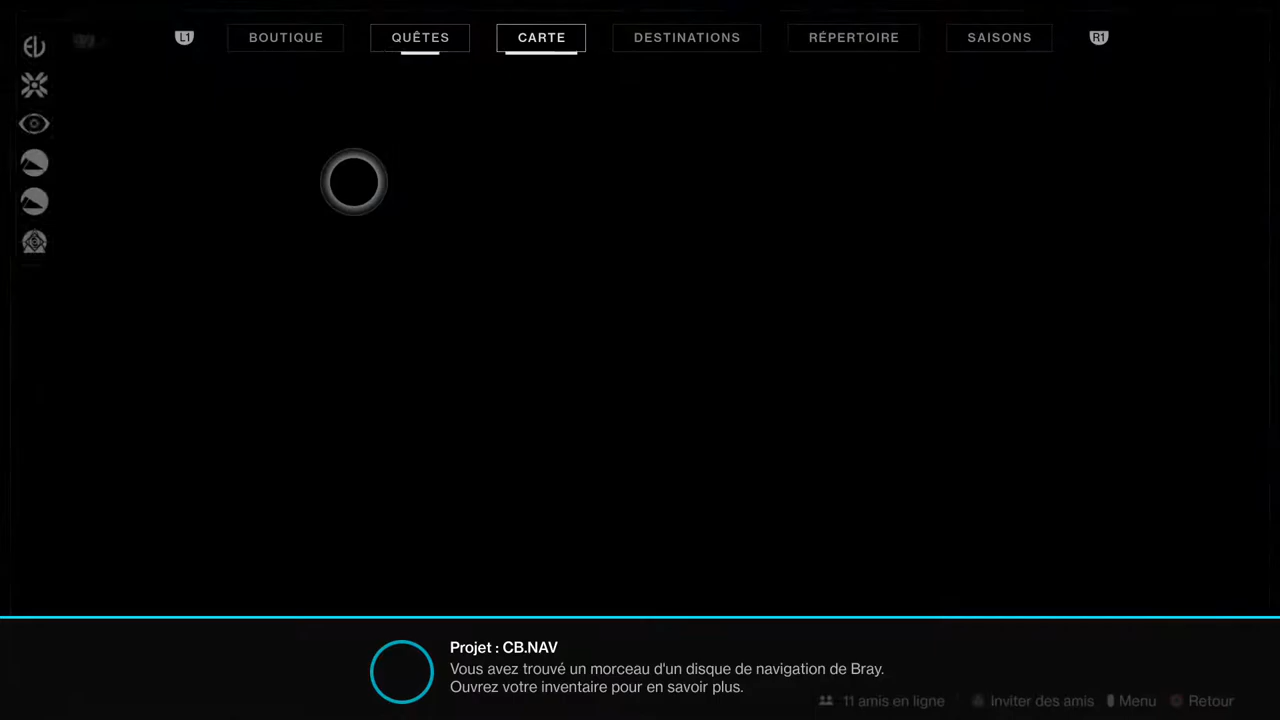 L1 BOUTIQUE QUÊTES CARTE DESTINATIONS RÉPERTOIRE SAISONS R1
Projet : CB.NAV
Vous avez trouvé un morceau d'un disque de navigation de Bray.
Ouvrez votre inventaire pour en savoir plus.
11 amis en ligne Inviter des amis Menu Retour